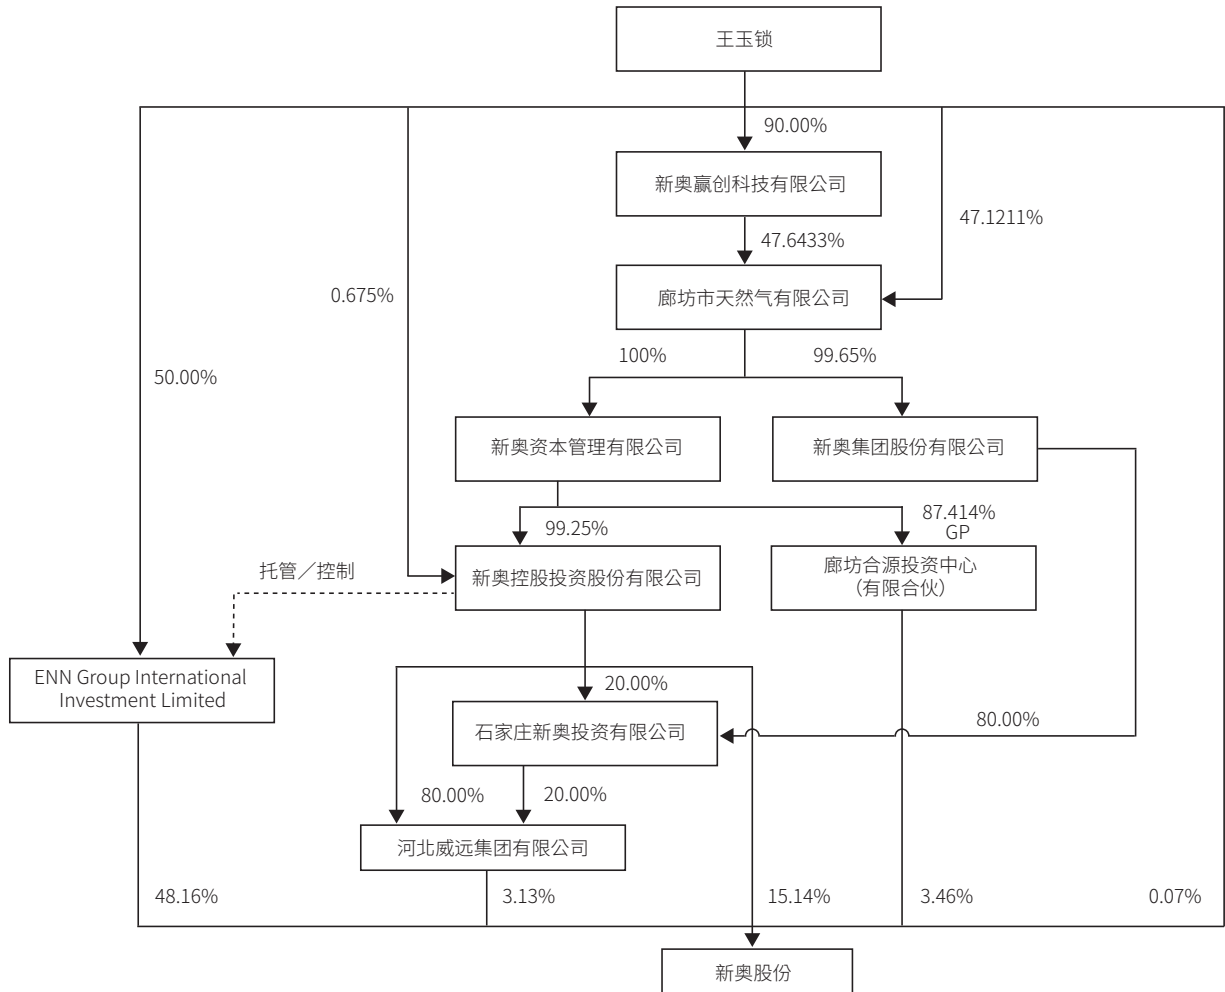 王玉锁
90.00%
新奥赢创科技有限公司
47.1211%
47.6433%
0.675%
廊坊市天然气有限公司
100%
99.65%
50.00%
新奥资本管理有限公司
新奥集团股份有限公司
99.25%
87.414%
GP
托管／控制
新奥控股投资股份有限公司
廊坊合源投资中心
（有限合伙）
ENN Group International
Investment Limited
20.00%
石家庄新奥投资有限公司
80.00%
80.00%
20.00%
河北威远集团有限公司
48.16%
3.13%
15.14%
3.46%
0.07%
新奥股份